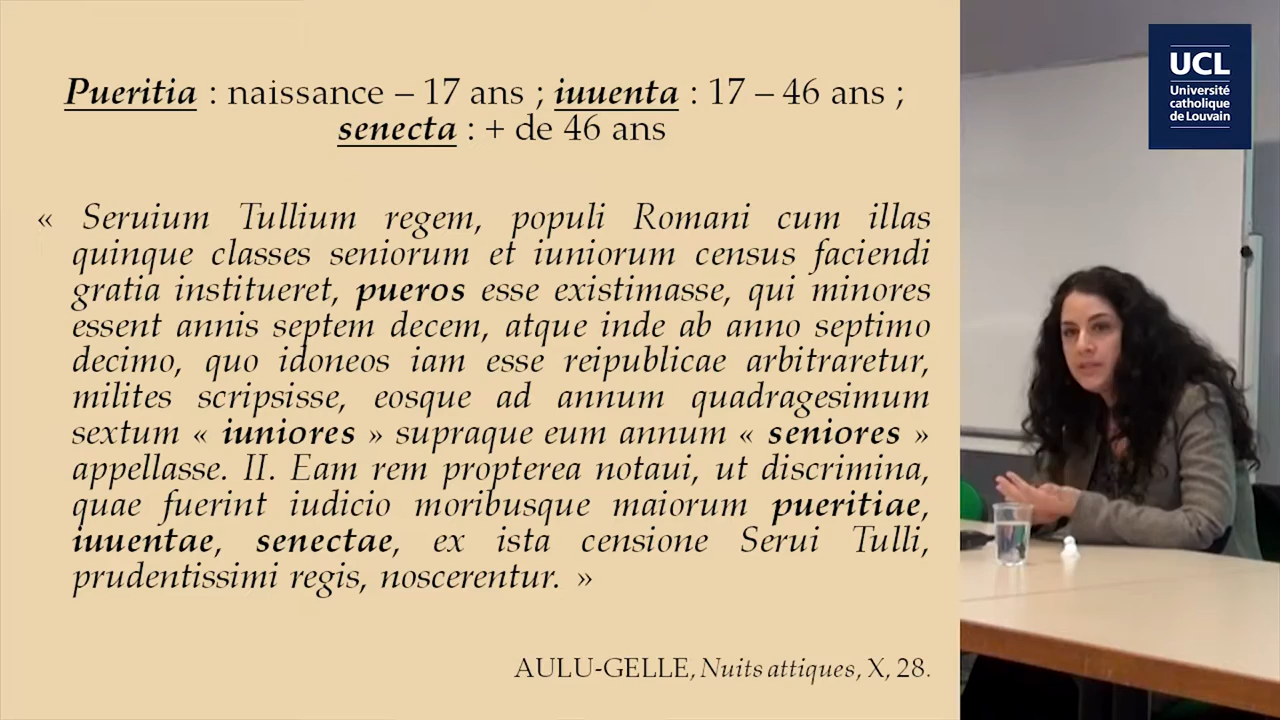 Pueritia : naissance – 17 ans ; iuuenta : 17 – 46 ans ;
senecta : + de 46 ans
« Seruium Tullium regem, populi Romani cum illas
quinque classes seniorum et iuniorum census faciendi
gratia institueret, pueros esse existimasse, qui minores
essent annis septem decem, atque inde ab anno septimo
decimo, quo idoneos iam esse reipublicae arbitraretur,
milites scripsisse, eosque ad annum quadragesimum
sextum « iuniores » supraque eum annum « seniores »
appellasse. II. Eam rem propterea notaui, ut discrimina,
quae fuerint iudicio moribusque maiorum pueritiae,
iuuentae, senectae, ex ista censione Serui Tulli,
prudentissimi regis, noscerentur. »
AULU-GELLE, Nuits attiques, X, 28.
UCL
Université
catholique
de Louvain